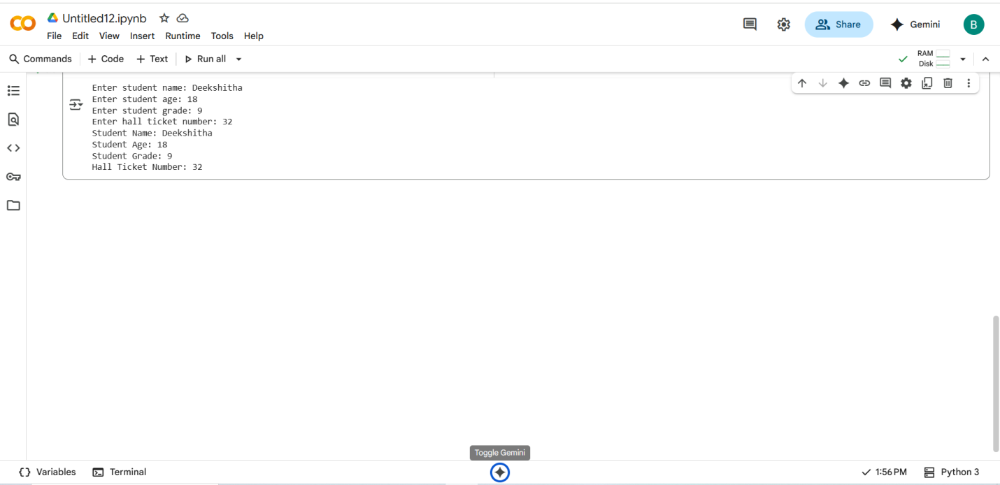 Untitled12.ipynb
File Edit View Insert Runtime Tools Help
Share
Gemini
B
Commands + Code + Text Run all
RAM
Disk
Enter student name: Deekshitha
Enter student age: 18
Enter student grade: 9
Enter hall ticket number: 32
Student Name: Deekshitha
Student Age: 18
Student Grade: 9
Hall Ticket Number: 32
Toggle Gemini
{} Variables Terminal
1:56 PM Python 3